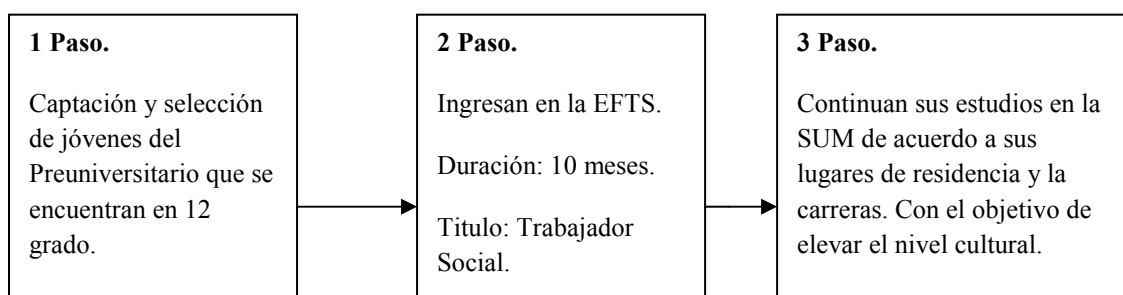 1 Paso.
Captación y selección
de jóvenes del
Preuniversitario que se
encuentran en 12
grado.
2 Paso.
Ingresan en la EFTS.
Duración: 10 meses.
Titulo: Trabajador
Social.
3 Paso.
Continuan sus estudios en la
SUM de acuerdo a sus
lugares de residencia y la
carreras. Con el objetivo de
elevar el nivel cultural.